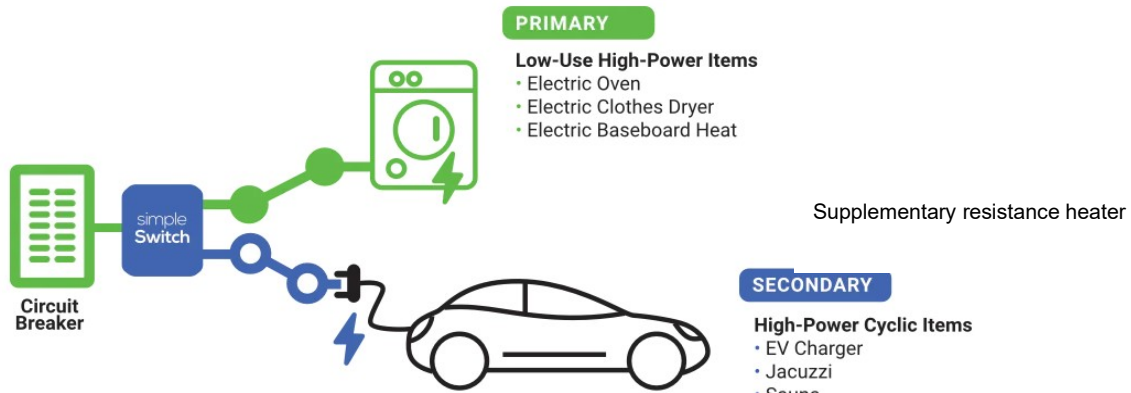 PRIMARY
Low-Use High-Power Items
• Electric Oven
• Electric Clothes Dryer
• Electric Baseboard Heat
simple
Switch
Supplementary resistance heater
Circuit
Breaker
SECONDARY
High-Power Cyclic Items
• EV Charger
• Jacuzzi